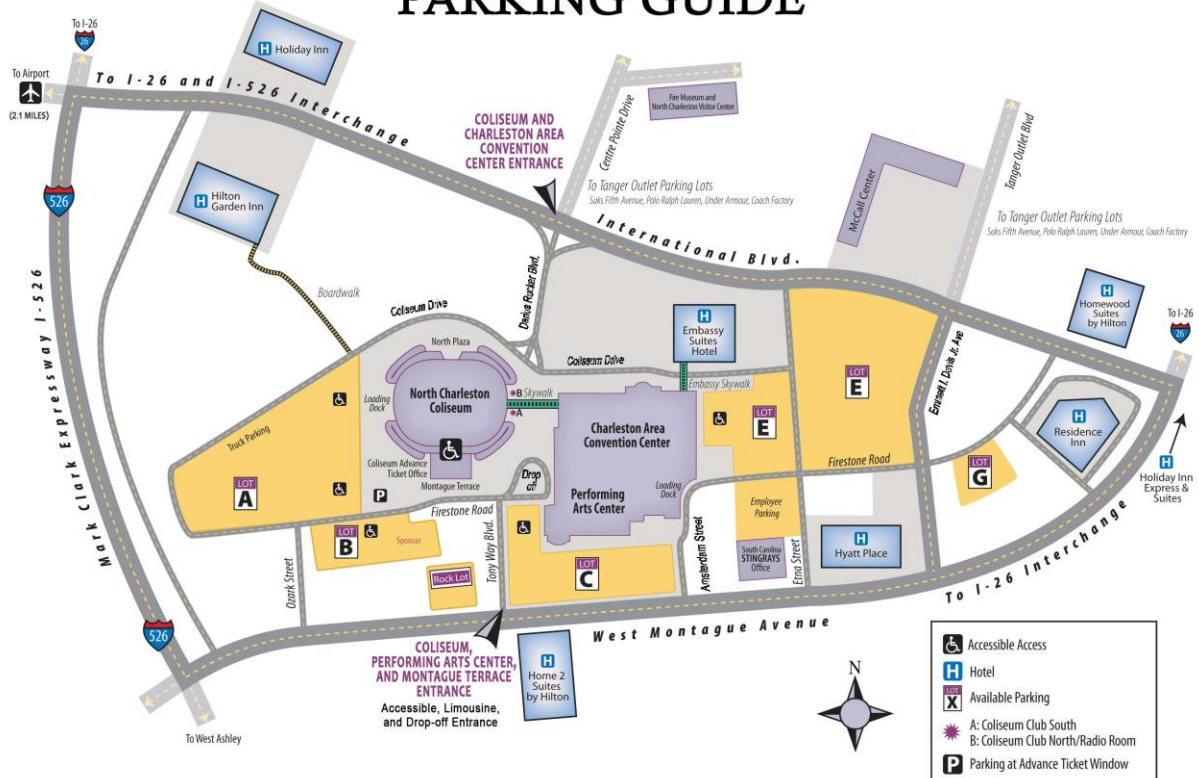 PARKING GUIDE
To I-26
26
To Airport
(2.1 MILES)
To I-26 and I-526 Interchange
H Holiday Inn
COLISEUM AND
CHARLESTON AREA
CONVENTION
CENTER ENTRANCE
Centre Pointe Drive
Fire Museum and
North Charleston Visitor Center
To Tanger Outlet Parking Lots
Saks Fifth Avenue, Polo Ralph Lauren, Under Armour, Coach Factory
McCall Center
Tanger Outlet Blvd
To Tanger Outlet Parking Lots
Saks Fifth Avenue, Polo Ralph Lauren, Under Armour, Coach Factory
International Blvd.
526
H Hilton
Garden Inn
Mark Clark Expressway I-526
Boardwalk
Coliseum Drive
Darius Rucker Blvd.
H
Embassy
Suites
Hotel
H
Homewood
Suites
by Hilton
To I-26
26
North Plaza
Coliseum Drive
Embassy Skywalk
Emmett I. Davis Jr. Ave
Loading
Dock
North Charleston
Coliseum
B Skywalk
A
Charleston Area
Convention Center
LOT
E
LOT
E
H
Residence
Inn
Truck Parking
LOT
A
Coliseum Advance
Ticket Office
Montague Terrace
P
Drop
off
Performing
Arts Center
Loading
Dock
Firestone Road
LOT
G
H
Holiday Inn
Express &
Suites
Firestone Road
LOT
B
Sponsor
Rock Lot
Ozark Street
Tony Way Blvd.
LOT
C
Amsterdam Street
Employee
Parking
South Carolina
STINGRAYS
Office
Etna Street
H
Hyatt Place
To I-26 Interchange
526
West Montague Avenue
COLISEUM,
PERFORMING ARTS CENTER,
AND MONTAGUE TERRACE
ENTRANCE
Accessible, Limousine,
and Drop-off Entrance
H
Home 2
Suites
by Hilton
To West Ashley
N
Accessible Access
H Hotel
LOT
X
Available Parking
A: Coliseum Club South
B: Coliseum Club North/Radio Room
P Parking at Advance Ticket Window